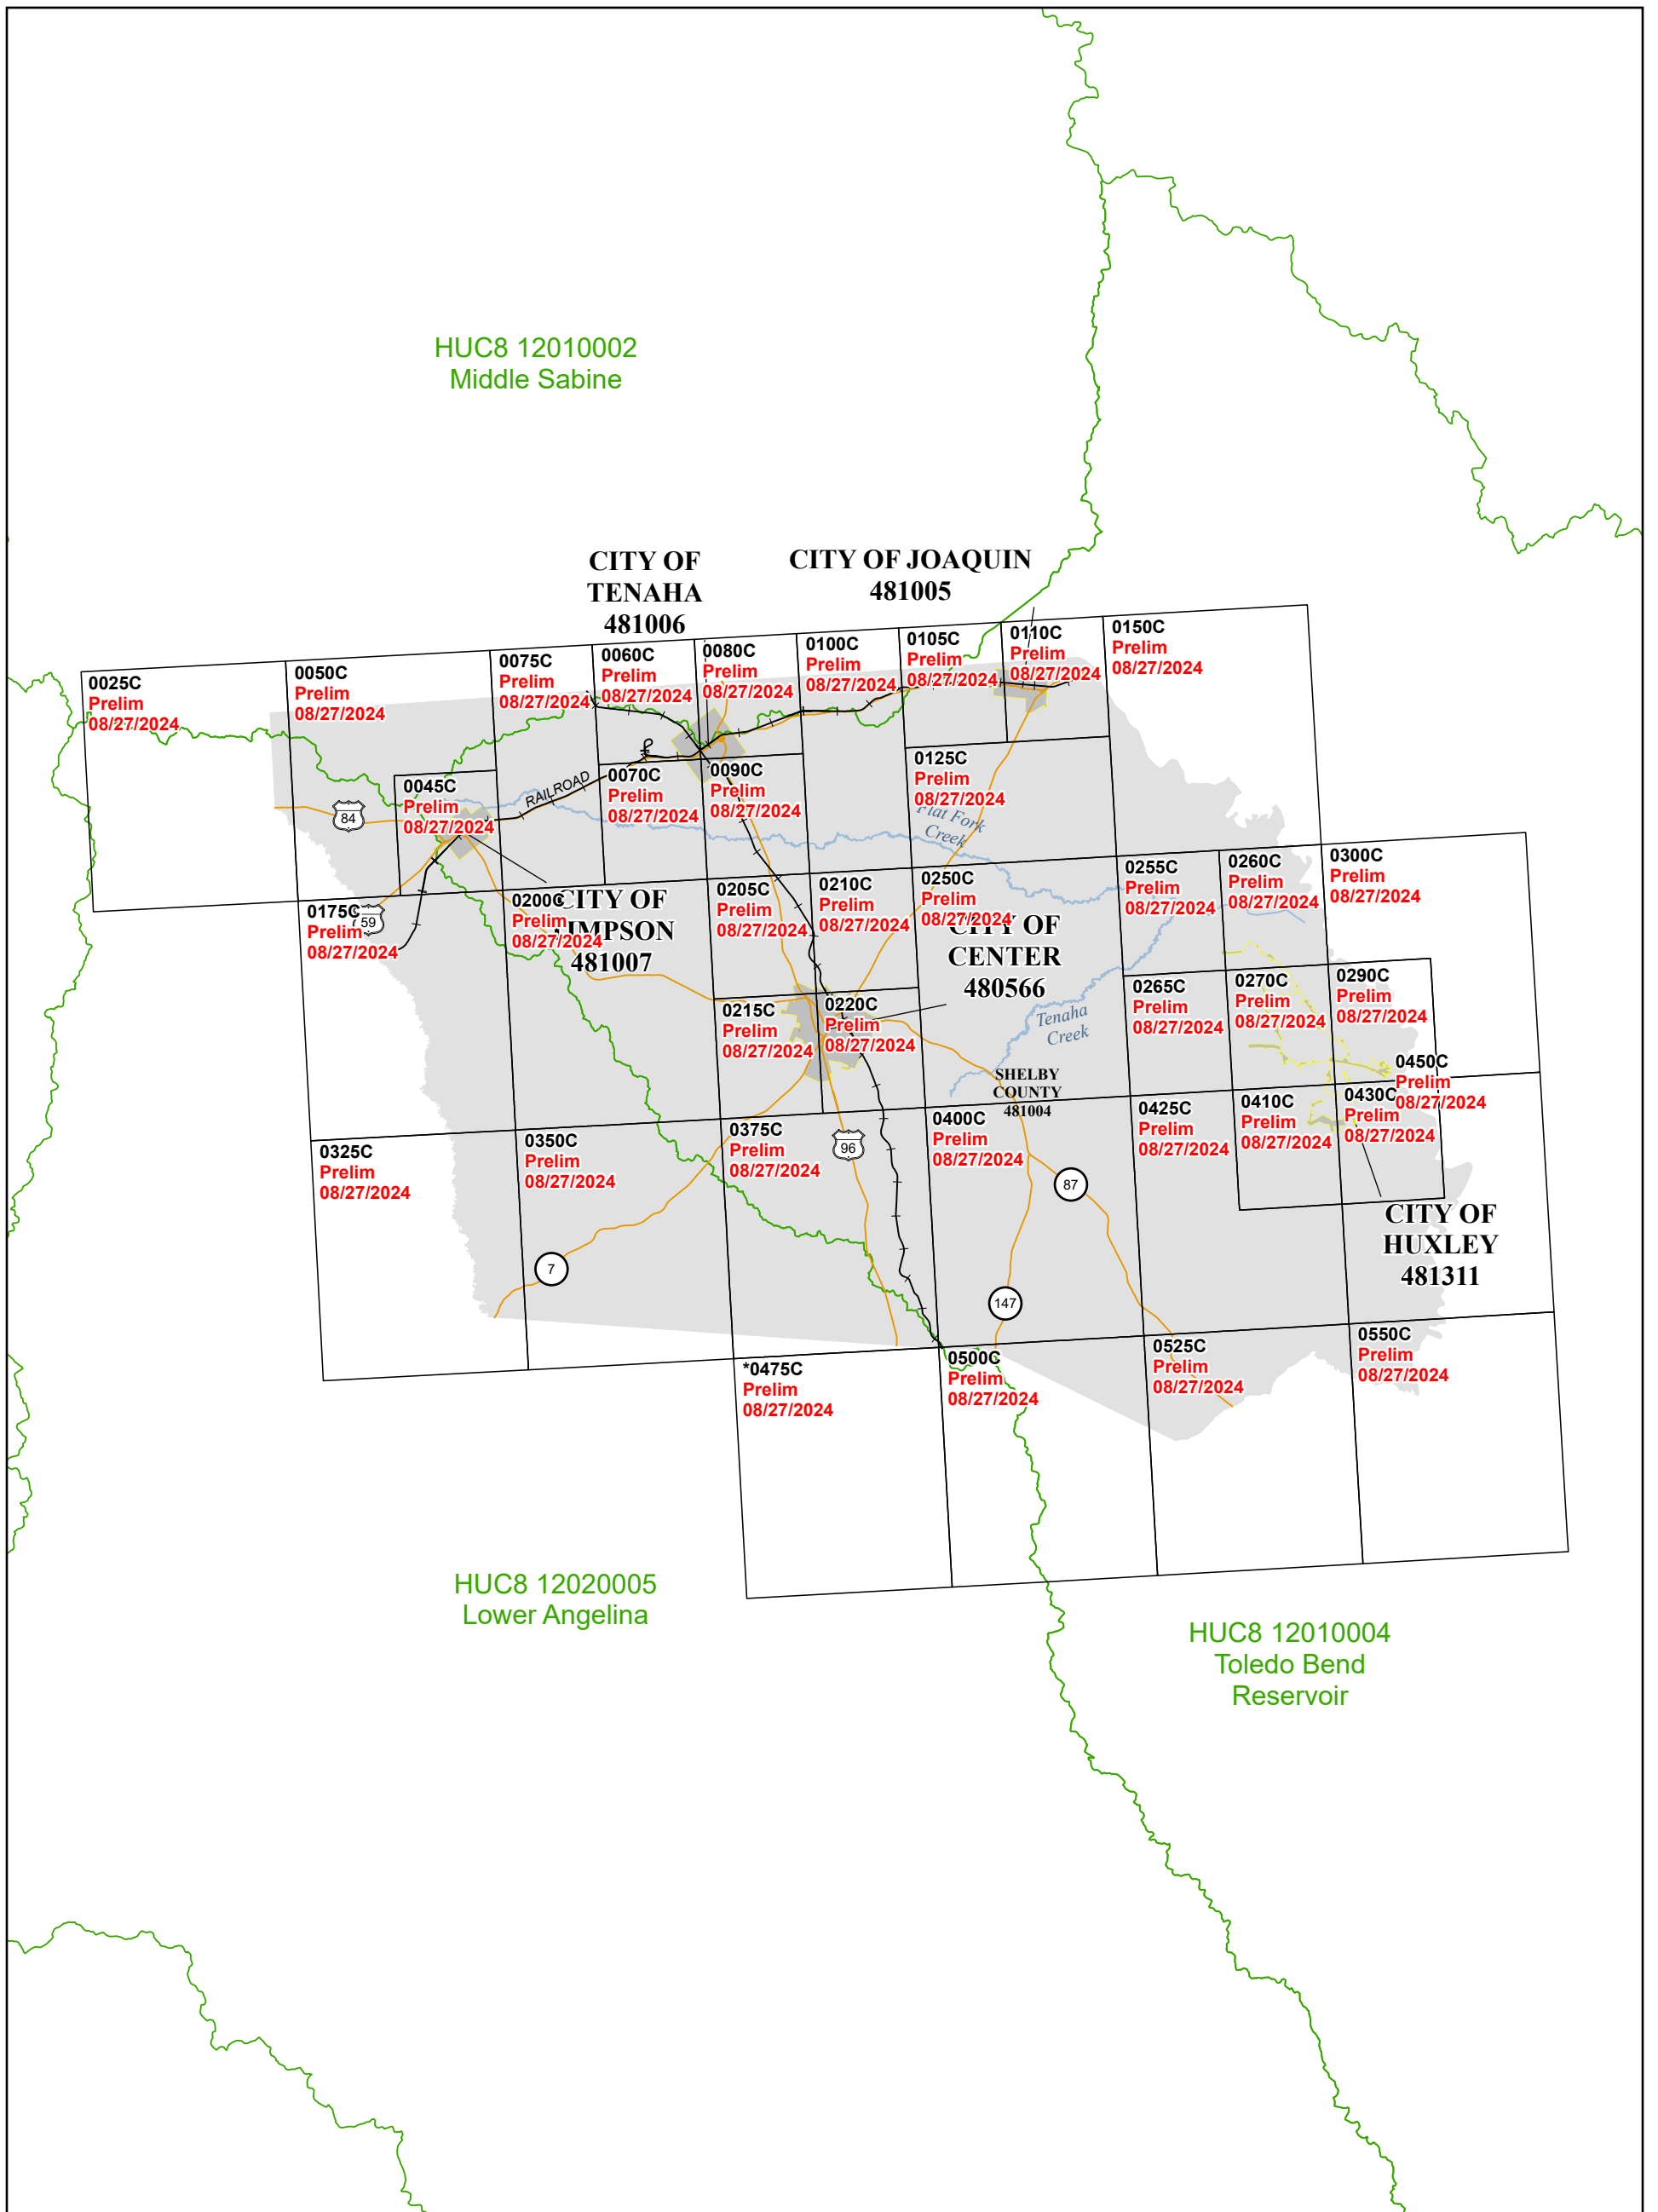 HUC8 12010002
Middle Sabine
CITY OF
TENAHA
481006
CITY OF JOAQUIN
481005
0025C
Prelim
08/27/2024
0050C
Prelim
08/27/2024
0075C
Prelim
08/27/2024
0060C
Prelim
08/27/2024
0080C
Prelim
08/27/2024
0100C
Prelim
08/27/2024
0105C
Prelim
08/27/2024
0110C
Prelim
08/27/2024
0150C
Prelim
08/27/2024
0045C
Prelim
08/27/2024
84
RAILROAD
0070C
Prelim
08/27/2024
0090C
Prelim
08/27/2024
0125C
Prelim
08/27/2024
Flat Fork
Creek
0175C
Prelim
08/27/2024
59
0200C
Prelim
08/27/2024
CITY OF
TIMPSON
481007
0205C
Prelim
08/27/2024
0210C
Prelim
08/27/2024
0250C
Prelim
08/27/2024
CITY OF
CENTER
480566
0255C
Prelim
08/27/2024
0260C
Prelim
08/27/2024
0300C
Prelim
08/27/2024
0215C
Prelim
08/27/2024
0220C
Prelim
08/27/2024
Tenaha
Creek
0265C
Prelim
08/27/2024
0270C
Prelim
08/27/2024
0290C
Prelim
08/27/2024
SHELBY
COUNTY
481004
0450C
Prelim
08/27/2024
0325C
Prelim
08/27/2024
0350C
Prelim
08/27/2024
0375C
Prelim
08/27/2024
96
0400C
Prelim
08/27/2024
0425C
Prelim
08/27/2024
0410C
Prelim
08/27/2024
0430C
Prelim
08/27/2024
87
CITY OF
HUXLEY
481311
7
147
*0475C
Prelim
08/27/2024
0500C
Prelim
08/27/2024
0525C
Prelim
08/27/2024
0550C
Prelim
08/27/2024
HUC8 12020005
Lower Angelina
HUC8 12010004
Toledo Bend
Reservoir